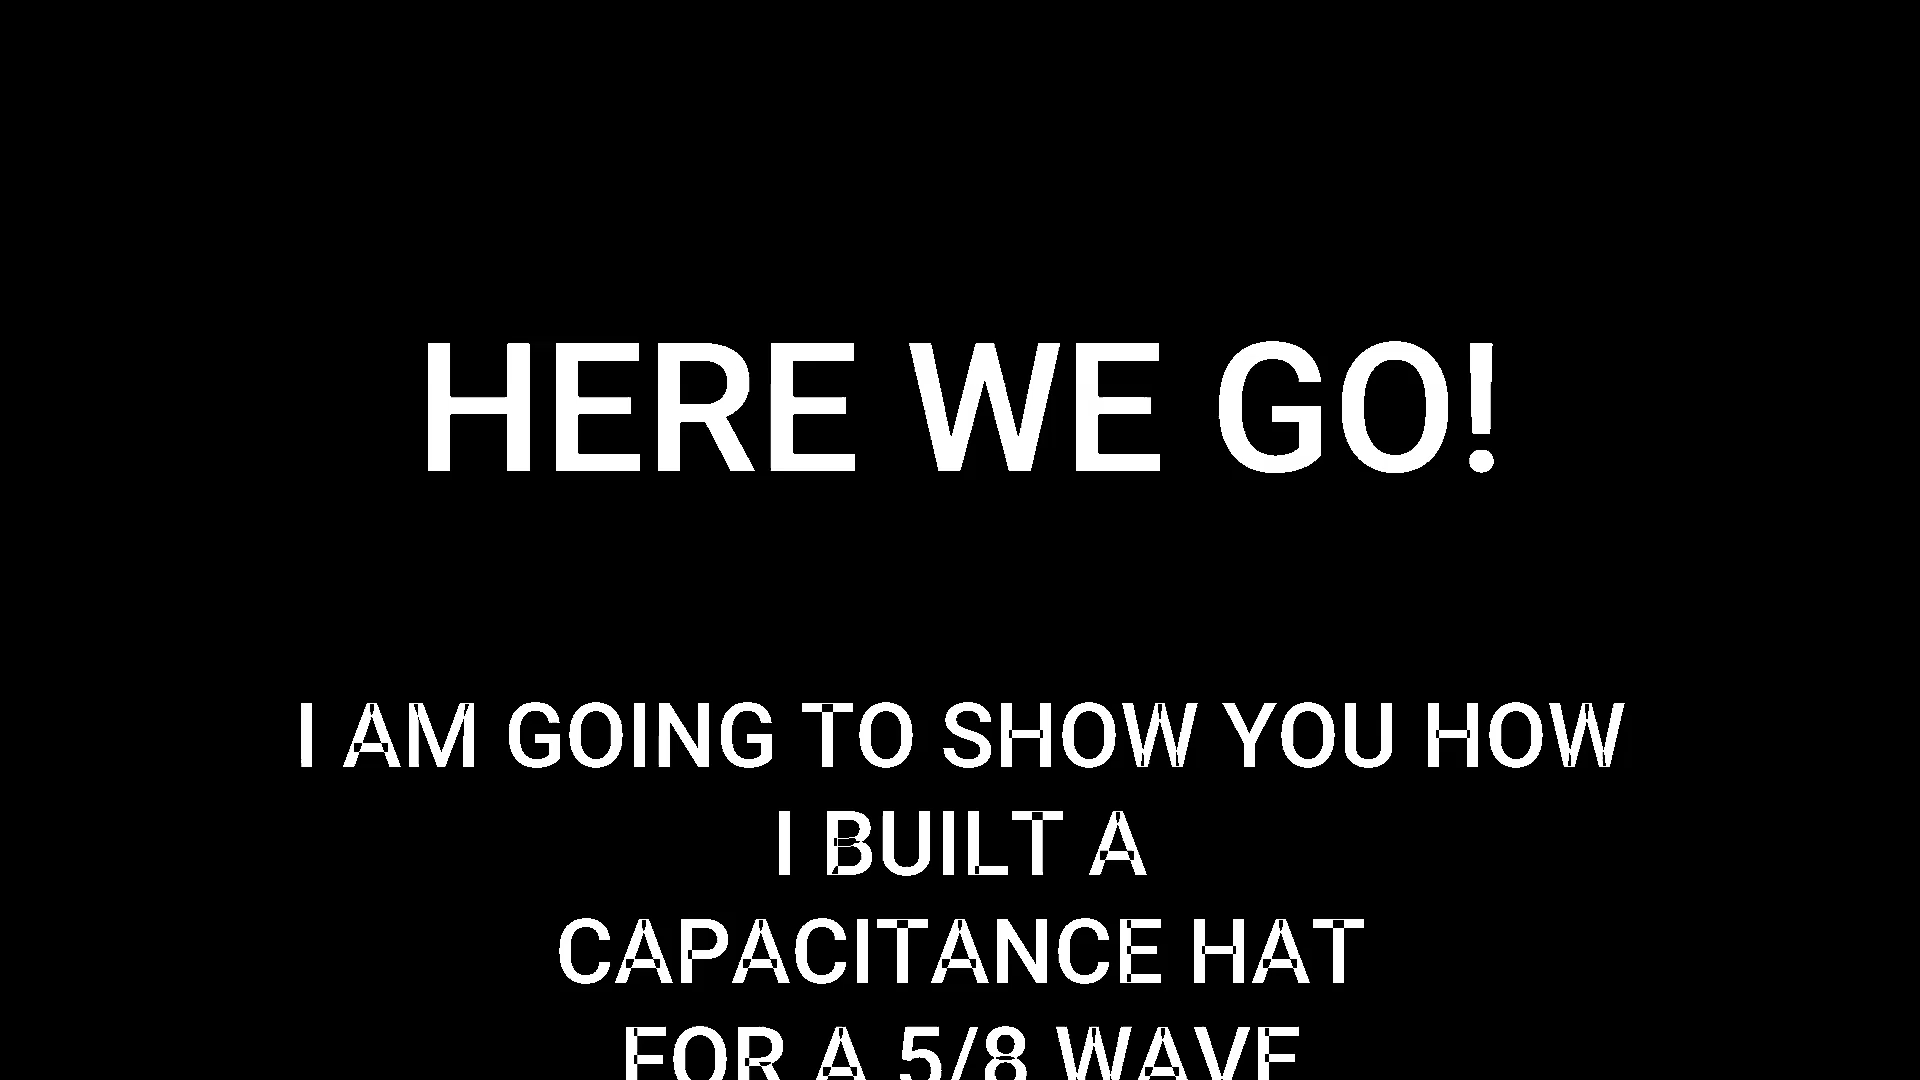 HERE WE GO!
I AM GOING TO SHOW YOU HOW
I BUILT A
CAPACITANCE HAT
FOR A 5/8 WAVE